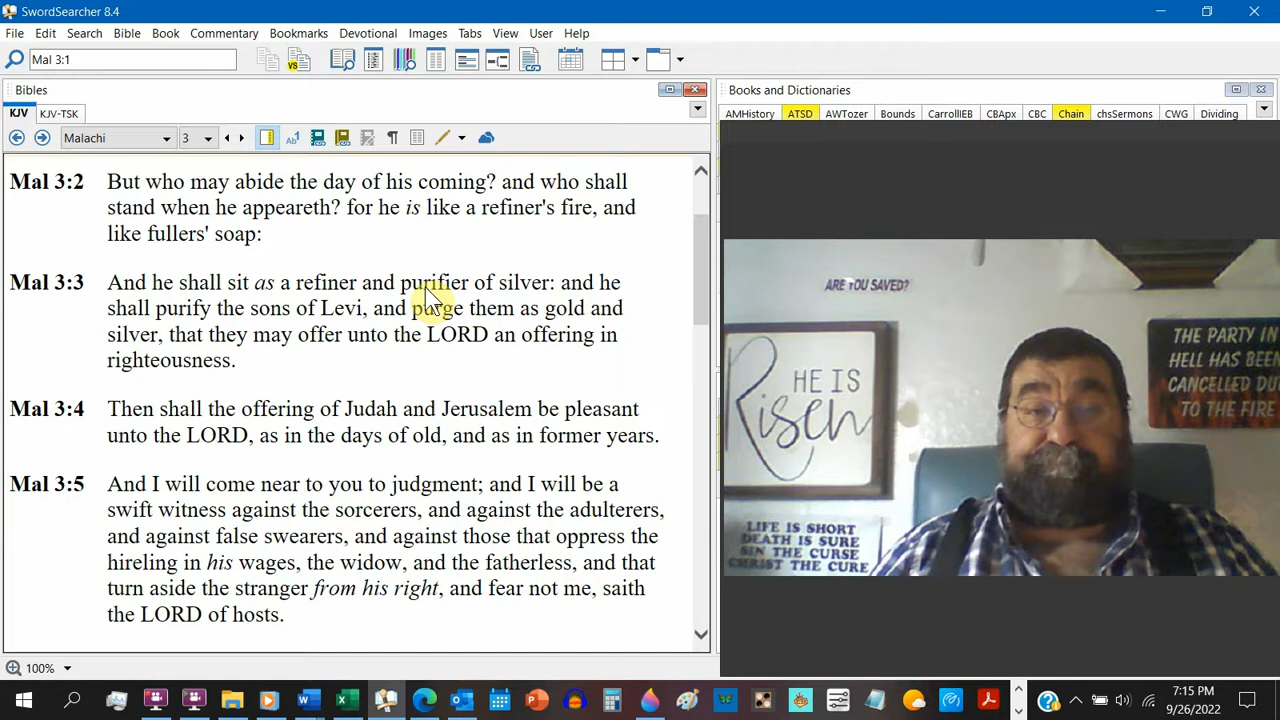 SwordSearcher 8.4
File Edit Search Bible Book Commentary Bookmarks Devotional Images Tabs View User Help
Mal 3:1
VS
Bibles
Books and Dictionaries
KJV KJV-TSK
AMHistory ATSD AWTozer Bounds CarrollIEB CBApx CBC Chain chsSermons CWG Dividing
Malachi 3
Mal 3:2 But who may abide the day of his coming? and who shall
stand when he appeareth? for he is like a refiner's fire, and
like fullers' soap:
Mal 3:3 And he shall sit as a refiner and purifier of silver: and he
shall purify the sons of Levi, and purge them as gold and
silver, that they may offer unto the LORD an offering in
righteousness.
Mal 3:4 Then shall the offering of Judah and Jerusalem be pleasant
unto the LORD, as in the days of old, and as in former years.
Mal 3:5 And I will come near to you to judgment; and I will be a
swift witness against the sorcerers, and against the adulterers,
and against false swearers, and against those that oppress the
hireling in his wages, the widow, and the fatherless, and that
turn aside the stranger from his right, and fear not me, saith
the LORD of hosts.
100%
ARE YOU SAVED?
HE IS
Risen
THE PARTY IN
HELL HAS BEEN
CANCELLED DUE
TO THE FIRE
LIFE IS SHORT
DEATH IS SURE
SIN THE CURSE
CHRIST THE CURE
7:15 PM
9/26/2022